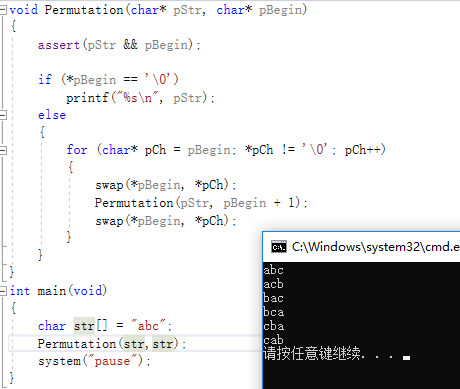 void Permutation(char* pStr, char* pBegin)
{
assert(pStr && pBegin);
if (*pBegin == '\0')
printf("%s\n", pStr);
else
{
for (char* pCh = pBegin; *pCh != '\0'; pCh++)
{
swap(*pBegin, *pCh);
Permutation(pStr, pBegin + 1);
swap(*pBegin, *pCh);
}
}
}
int main(void)
{
char str[] = "abc";
Permutation(str,str);
system("pause");
}
C:\Windows\system32\cmd.e
abc
acb
bac
bca
cba
cab
请按任意键继续. . .